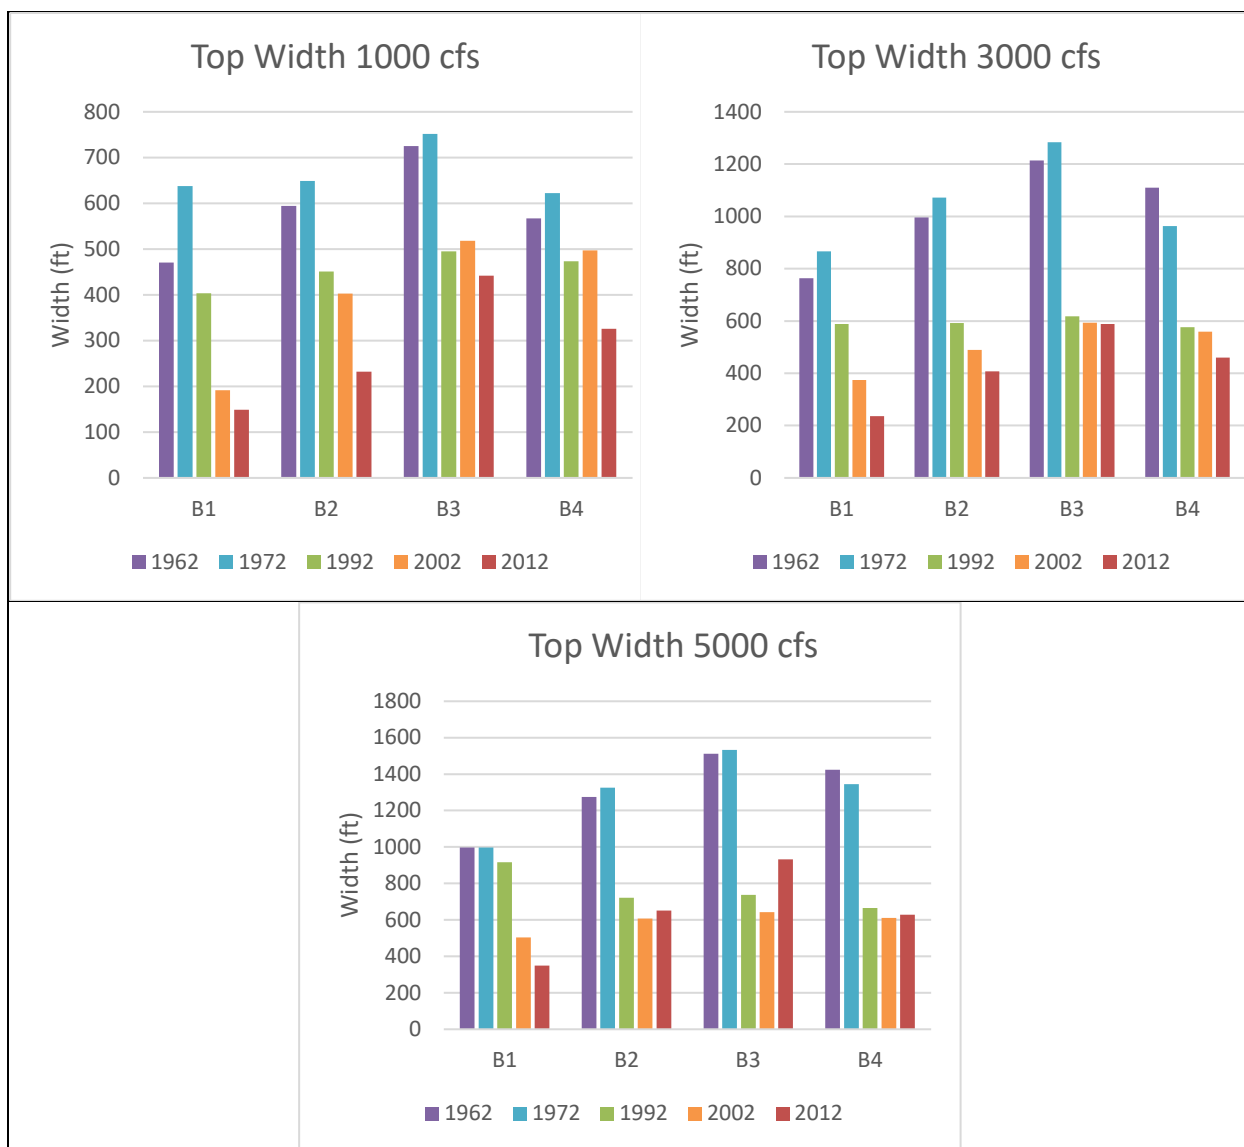 Top Width 1000 cfs
800
700
600
500
400
300
200
100
0
Width (ft)
B1 B2 B3 B4
1962 1972 1992 2002 2012
Top Width 3000 cfs
1400
1200
1000
800
600
400
200
0
Width (ft)
B1 B2 B3 B4
1962 1972 1992 2002 2012
Top Width 5000 cfs
1800
1600
1400
1200
1000
800
600
400
200
0
Width (ft)
B1 B2 B3 B4
1962 1972 1992 2002 2012